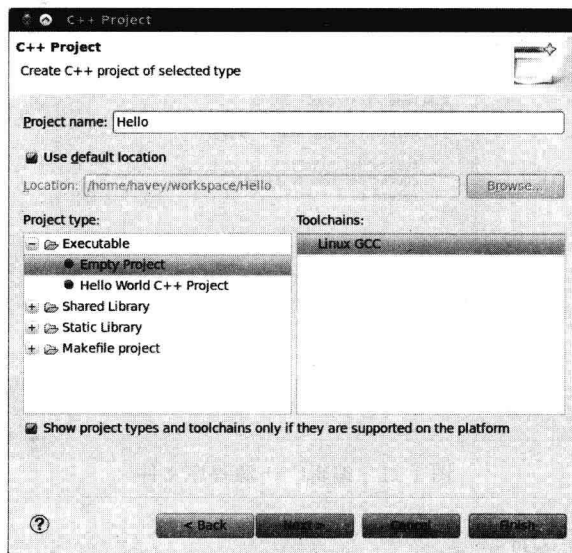 C++ Project
C++ Project
Create C++ project of selected type
Project name: Hello
Use default location
Location: /home/havey/workspace/Hello Browse...
Project type: Toolchains:
Executable
Linux GCC
Empty Project
Hello World C++ Project
Shared Library
Static Library
Makefile project
Show project types and toolchains only if they are supported on the platform
? < Back Next > Cancel Finish